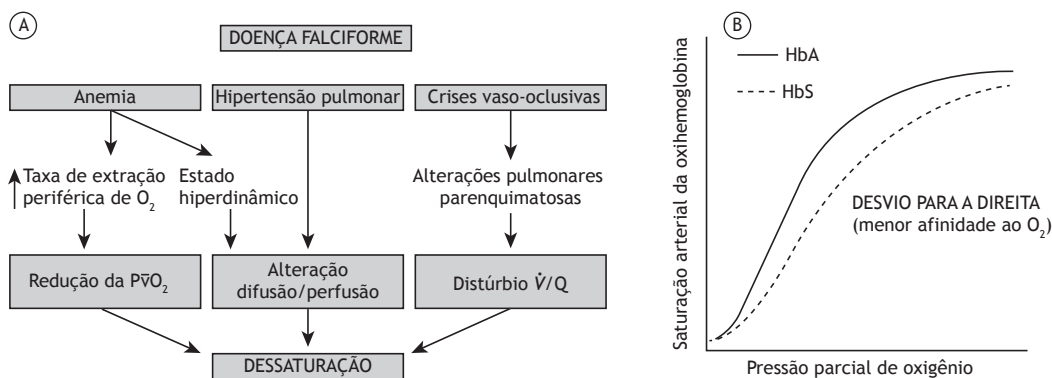 A
DOENÇA FALCIFORME
Anemia
Hipertensão pulmonar
Crises vaso-oclusivas
Taxa de extração
periférica de O₂
Estado
hiperdinâmico
Alterações pulmonares
parenquimatosas
Redução da Pv̅O₂
Alteração
difusão/perfusão
Distúrbio V̇/Q
DESSATURAÇÃO
B
HbA
HbS
DESVIO PARA A DIREITA
(menor afinidade ao O₂)
Saturação arterial da oxihemoglobina
Pressão parcial de oxigênio